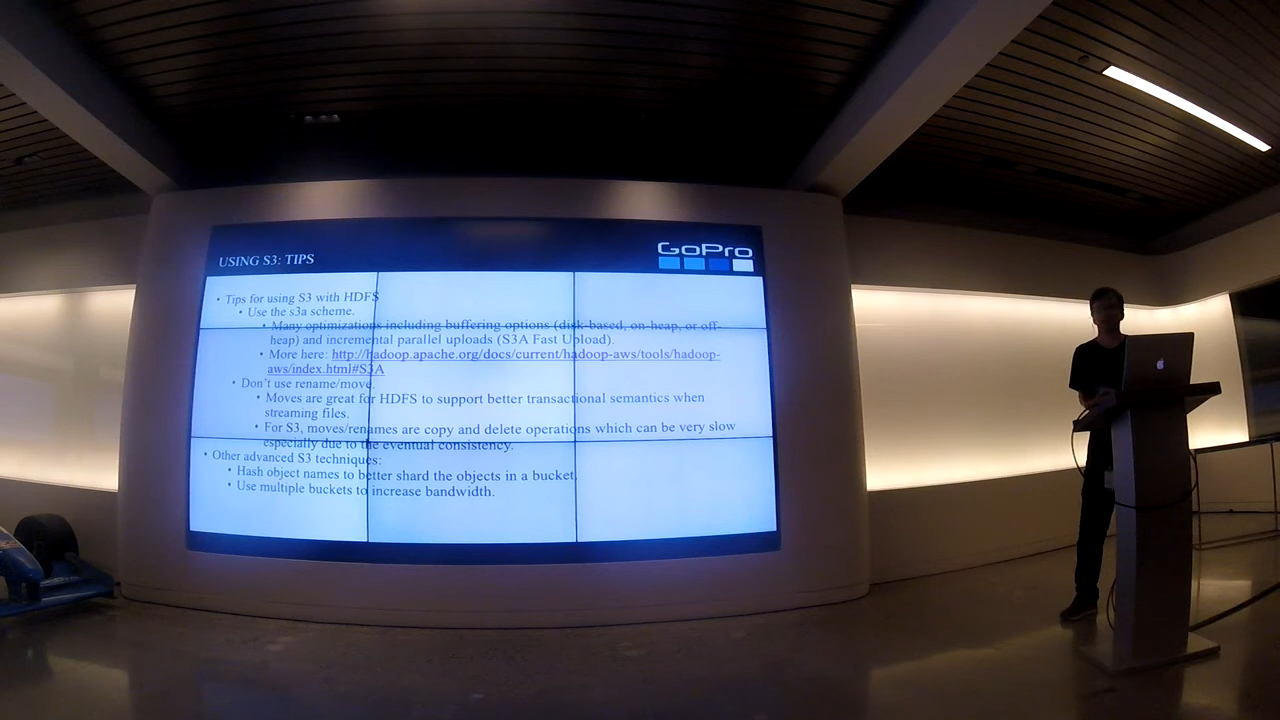 USING S3: TIPS
GoPro
• Tips for using S3 with HDFS
• Use the s3a scheme.
• Many optimizations including buffering options (disk-based, on-heap, or off-
heap) and incremental parallel uploads (S3A Fast Upload).
• More here: http://hadoop.apache.org/docs/current/hadoop-aws/tools/hadoop-
aws/index.html#S3A
• Don't use rename/move.
• Moves are great for HDFS to support better transactional semantics when
streaming files.
• For S3, moves/renames are copy and delete operations which can be very slow
especially due to the eventual consistency.
• Other advanced S3 techniques:
• Hash object names to better shard the objects in a bucket.
• Use multiple buckets to increase bandwidth.